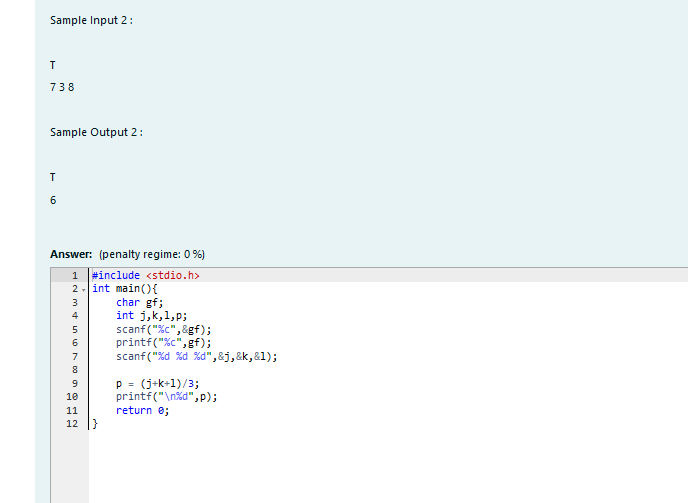 Sample Input 2 :
T
7 3 8
Sample Output 2 :
T
6
Answer: (penalty regime: 0 %)
1 #include <stdio.h>
2 int main(){
3 char gf;
4 int j,k,l,p;
5 scanf("%c",&gf);
6 printf("%c",gf);
7 scanf("%d %d %d",&j,&k,&l);
8
9 p = (j+k+l)/3;
10 printf("\n%d",p);
11 return 0;
12 }